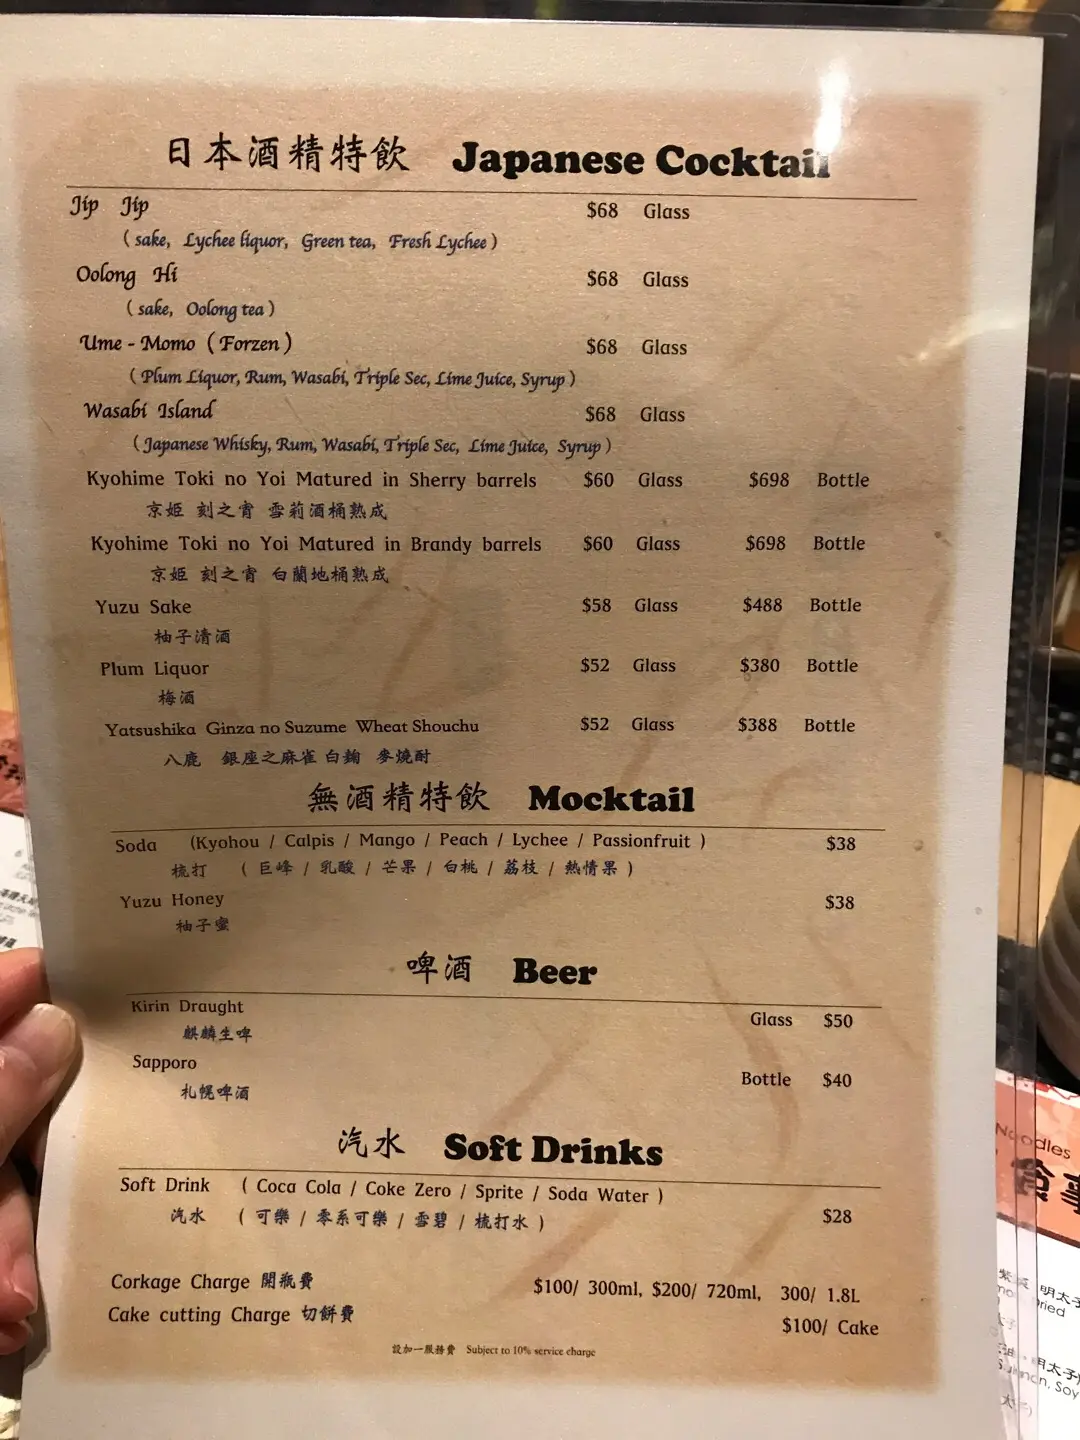 日本酒精特飲 Japanese Cocktail
Jip Jip $68 Glass
( sake, Lychee liquor, Green tea, Fresh Lychee )
Oolong Hi $68 Glass
( sake, Oolong tea )
Ume - Momo ( Forzen ) $68 Glass
( Plum Liquor, Rum, Wasabi, Triple Sec, Lime Juice, Syrup )
Wasabi Island $68 Glass
( Japanese Whisky, Rum, Wasabi, Triple Sec, Lime Juice, Syrup )
Kyohime Toki no Yoi Matured in Sherry barrels $60 Glass $698 Bottle
京姫 刻之宵 雪莉酒桶熟成
Kyohime Toki no Yoi Matured in Brandy barrels $60 Glass $698 Bottle
京姫 刻之宵 白蘭地桶熟成
Yuzu Sake $58 Glass $488 Bottle
柚子清酒
Plum Liquor $52 Glass $380 Bottle
梅酒
Yatsushika Ginza no Suzume Wheat Shouchu $52 Glass $388 Bottle
八鹿 銀座之麻雀 白麹 麥燒酎
無酒精特飲 Mocktail
Soda (Kyohou / Calpis / Mango / Peach / Lychee / Passionfruit ) $38
梳打 ( 巨峰 / 乳酸 / 芒果 / 白桃 / 荔枝 / 熱情果 )
Yuzu Honey $38
柚子蜜
啤酒 Beer
Kirin Draught Glass $50
麒麟生啤
Sapporo Bottle $40
札幌啤酒
汽水 Soft Drinks
Soft Drink ( Coca Cola / Coke Zero / Sprite / Soda Water ) $28
汽水 ( 可樂 / 零系可樂 / 雪碧 / 梳打水 )
Corkage Charge 開瓶費 $100/ 300ml, $200/ 720ml, 300/ 1.8L
Cake cutting Charge 切餅費 $100/ Cake
設加一服務費 Subject to 10% service charge
Noodles
明太子